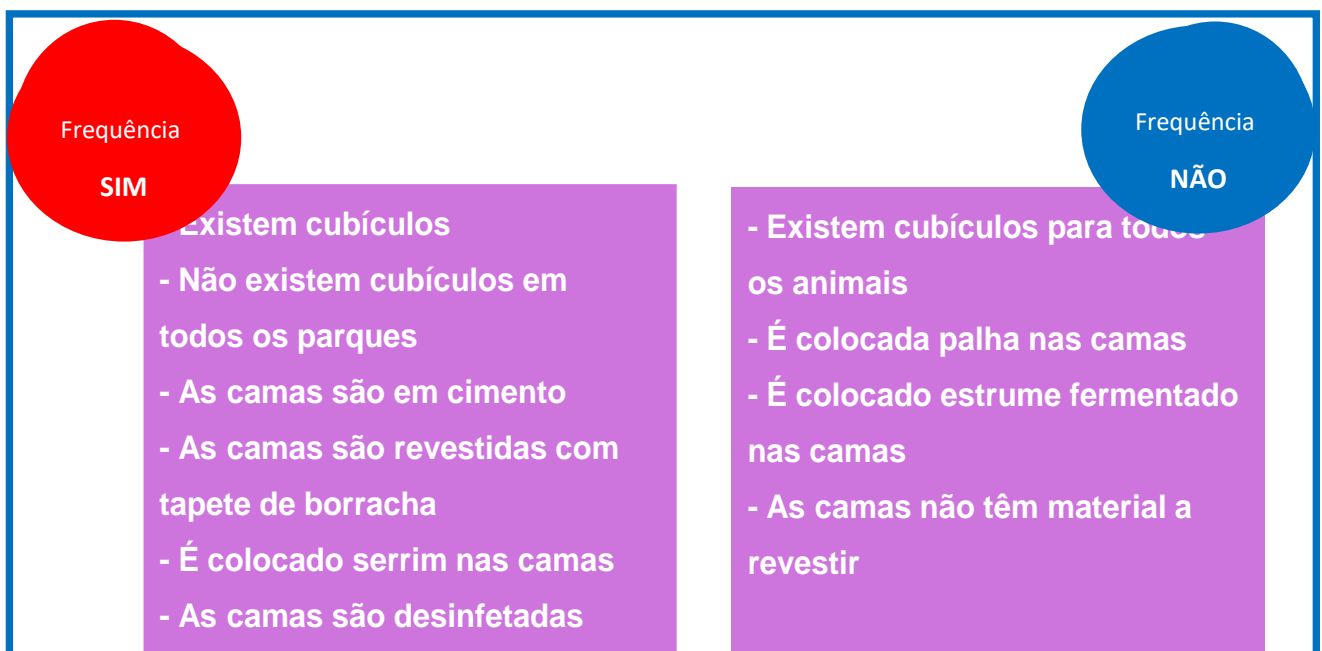 Frequência
SIM
Existem cubículos
- Não existem cubículos em
todos os parques
- As camas são em cimento
- As camas são revestidas com
tapete de borracha
- É colocado serrim nas camas
- As camas são desinfetadas
Frequência
NÃO
- Existem cubículos para todos
os animais
- É colocada palha nas camas
- É colocado estrume fermentado
nas camas
- As camas não têm material a
revestir